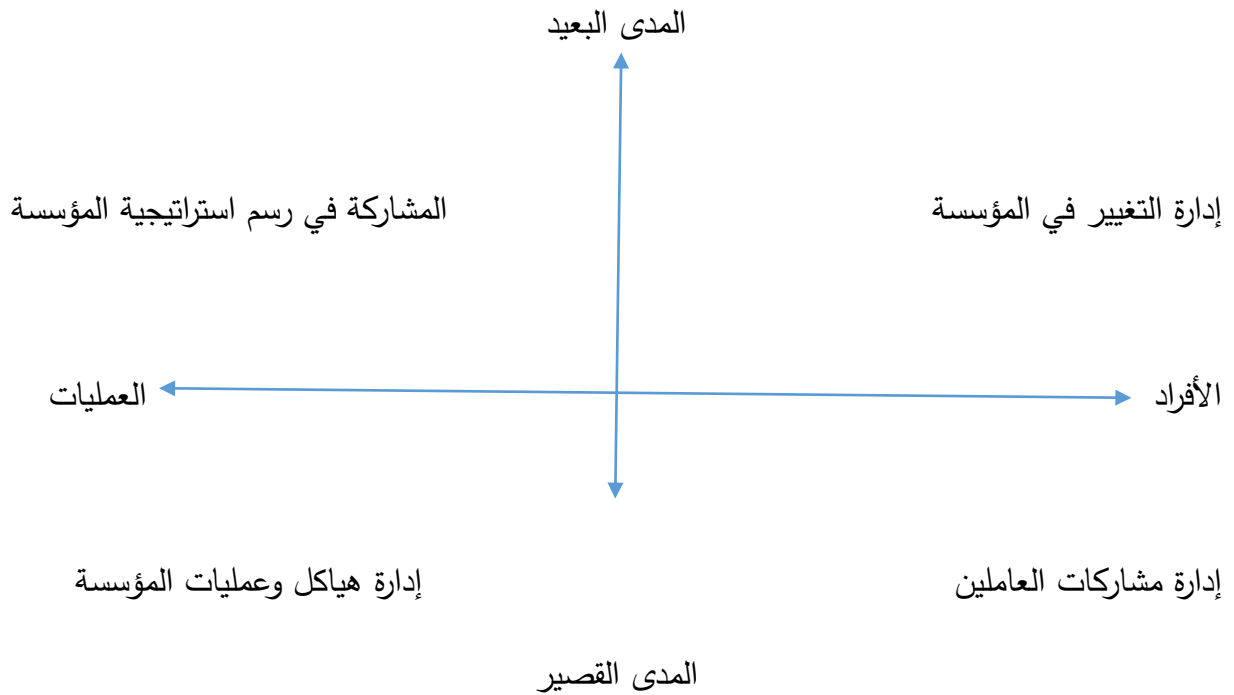 المدى البعيد
إدارة التغيير في المؤسسة
المشاركة في رسم استراتيجية المؤسسة
الأفراد
العمليات
إدارة مشاركات العاملين
إدارة هياكل وعمليات المؤسسة
المدى القصير